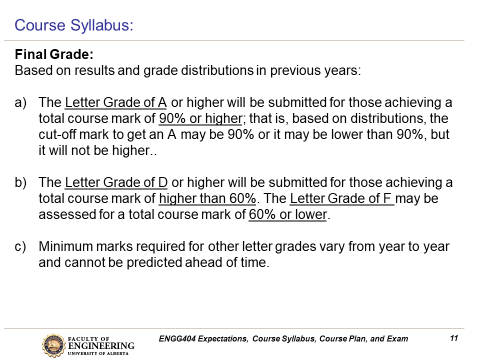 Course Syllabus:
Final Grade:
Based on results and grade distributions in previous years:
a) The Letter Grade of A or higher will be submitted for those achieving a
total course mark of 90% or higher; that is, based on distributions, the
cut-off mark to get an A may be 90% or it may be lower than 90%, but
it will not be higher..
b) The Letter Grade of D or higher will be submitted for those achieving a
total course mark of higher than 60%. The Letter Grade of F may be
assessed for a total course mark of 60% or lower.
c) Minimum marks required for other letter grades vary from year to year
and cannot be predicted ahead of time.
FACULTY OF
ENGINEERING
UNIVERSITY OF ALBERTA
ENGG404 Expectations, Course Syllabus, Course Plan, and Exam
11